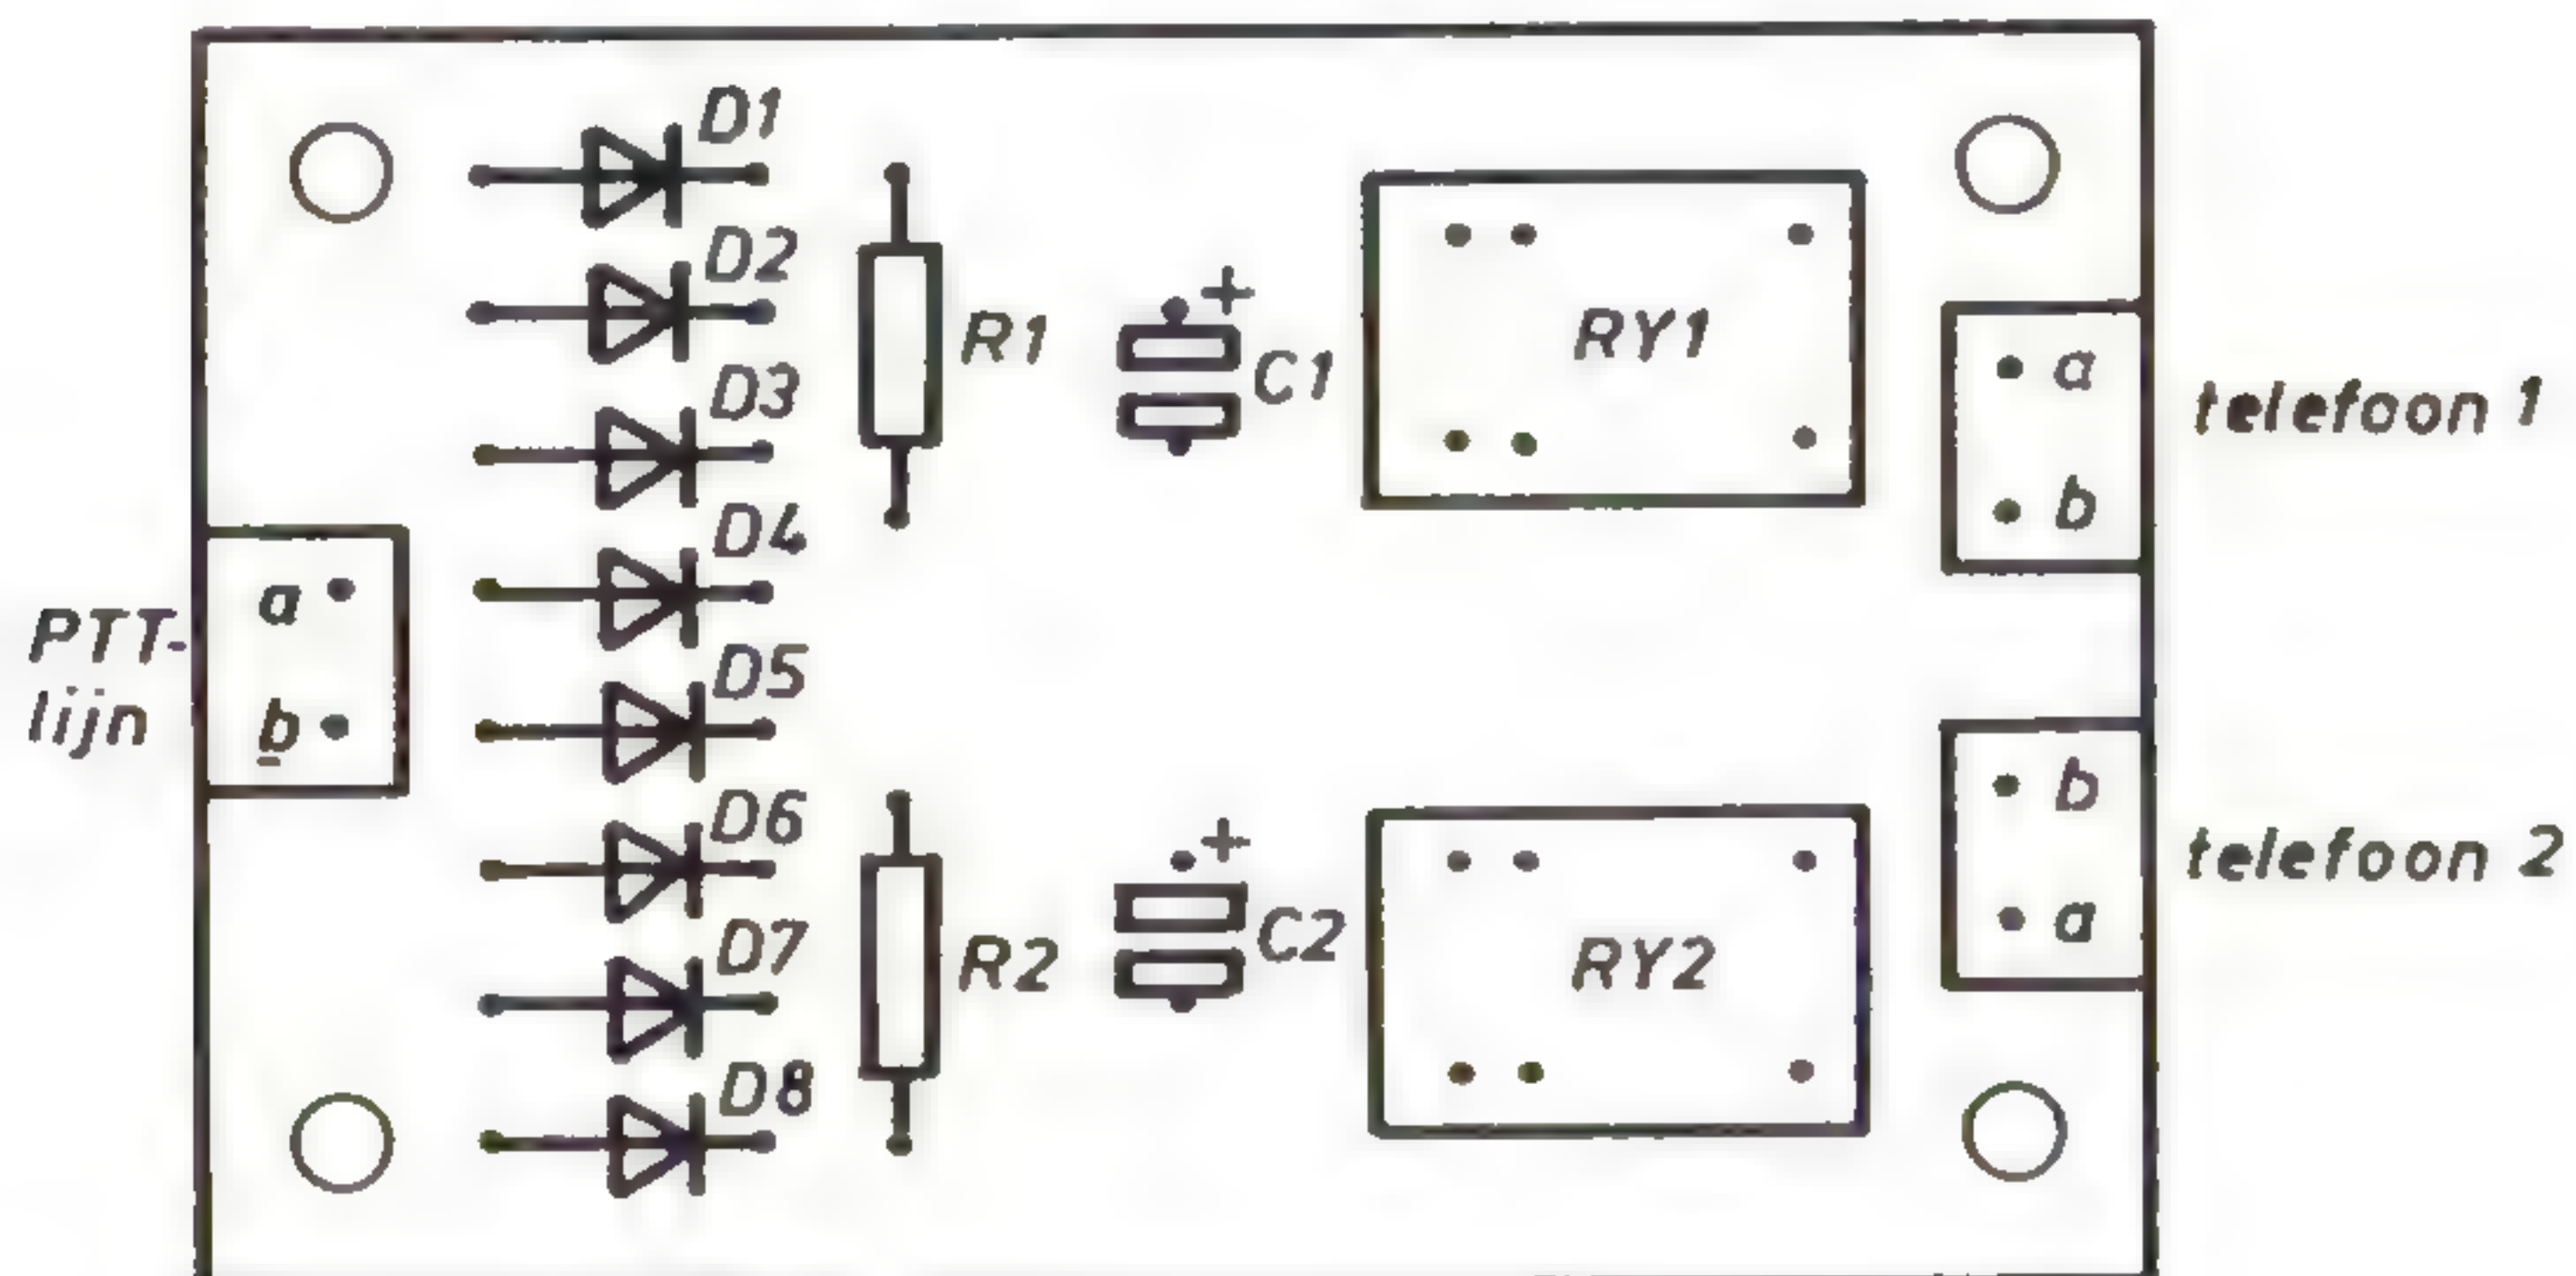 D1
D2
D3
D4
D5
D6
D7
D8
R1
R2
+
C1
+
C2
RY1
RY2
PTT-
lijn
a
b
a
b
telefoon 1
b
a
telefoon 2